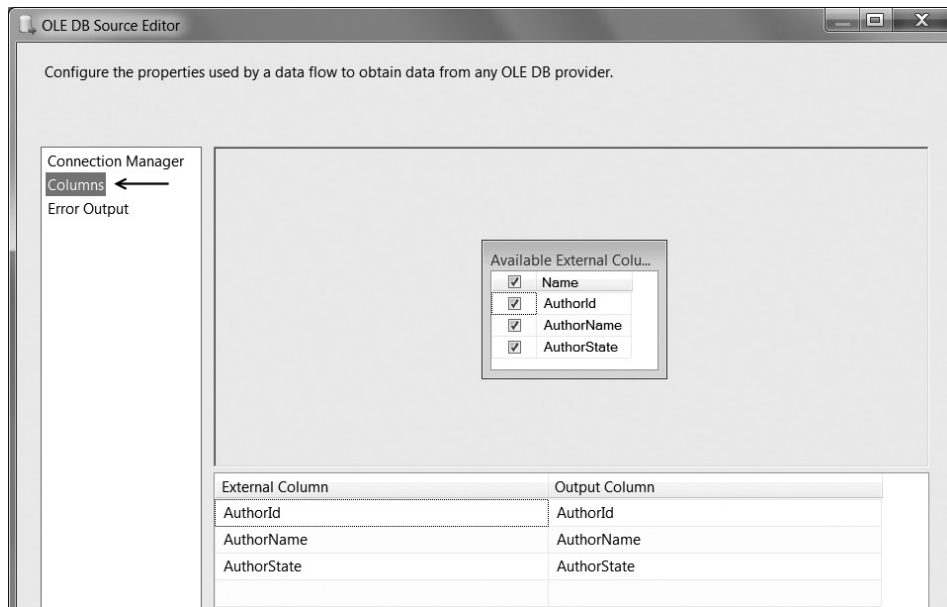 OLE DB Source Editor
Configure the properties used by a data flow to obtain data from any OLE DB provider.
Connection Manager
Columns
Error Output
Available External Colu...
Name
AuthorId
AuthorName
AuthorState
External Column Output Column
AuthorId AuthorId
AuthorName AuthorName
AuthorState AuthorState